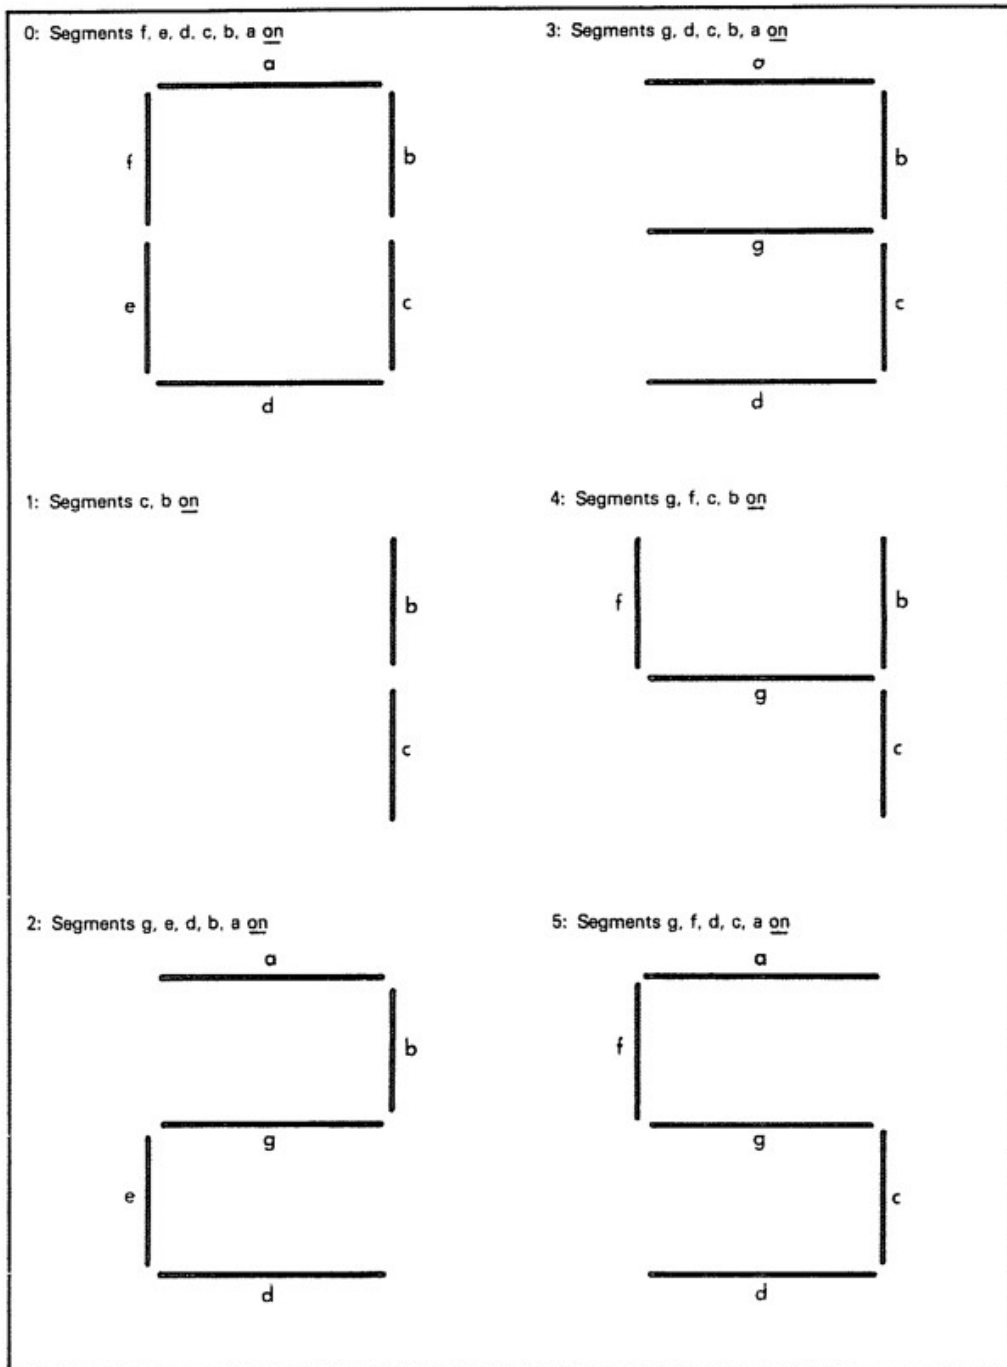 0: Segments f, e, d, c, b, a on
a
f
b
e
c
d
1: Segments c, b on
b
c
2: Segments g, e, d, b, a on
a
b
g
e
d
3: Segments g, d, c, b, a on
a
b
g
c
d
4: Segments g, f, c, b on
f
b
g
c
5: Segments g, f, d, c, a on
a
f
g
c
d